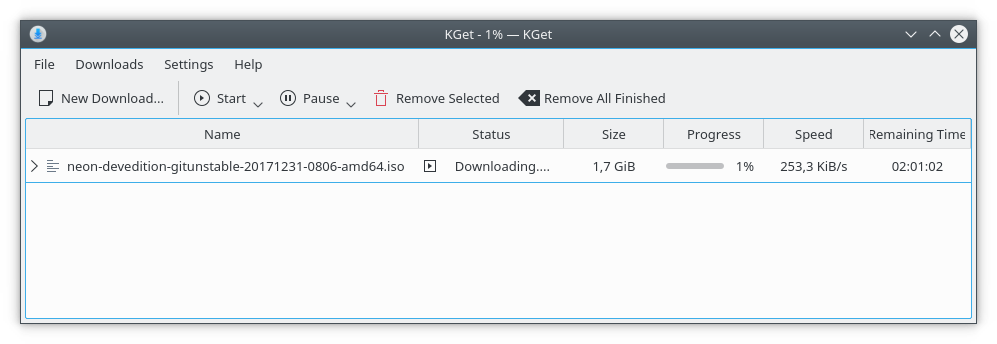 KGet - 1% — KGet
File Downloads Settings Help
New Download... Start Pause Remove Selected Remove All Finished
Name Status Size Progress Speed Remaining Time
neon-devedition-gitunstable-20171231-0806-amd64.iso Downloading.... 1,7 GiB 1% 253,3 KiB/s 02:01:02